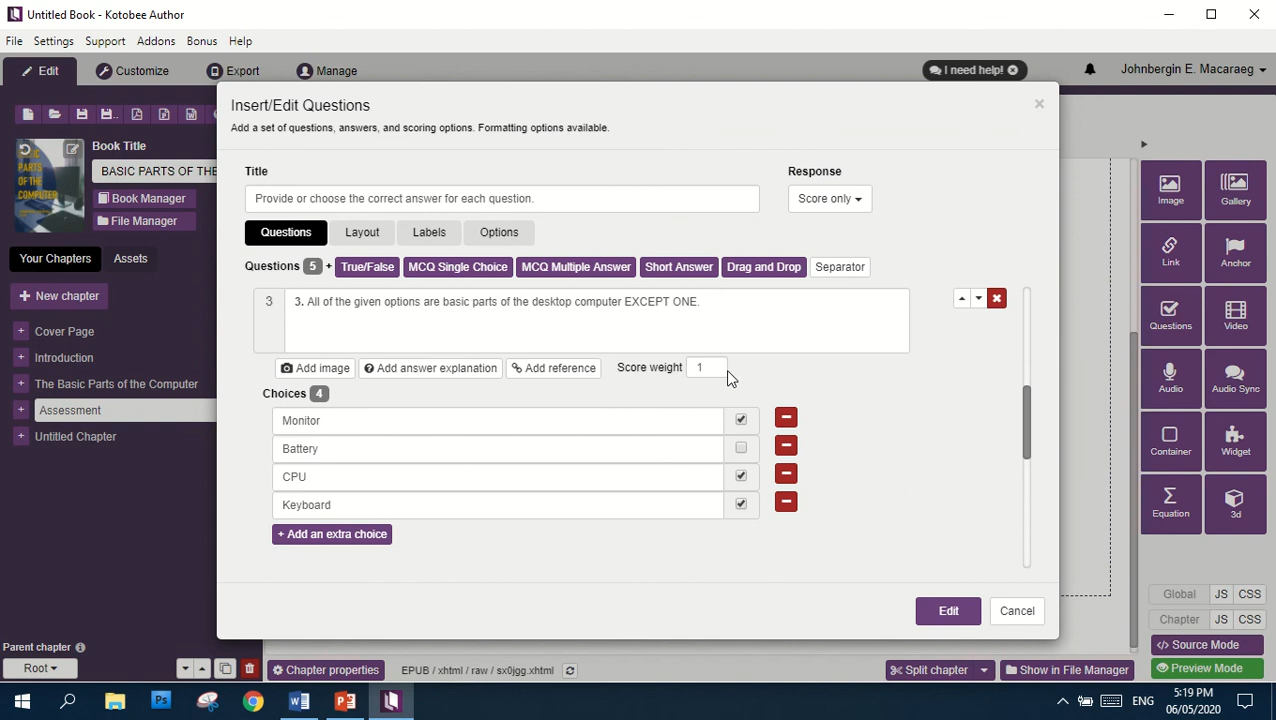 Untitled Book - Kotobee Author
File Settings Support Addons Bonus Help
Edit Customize Export Manage I need help! Johnbergin E. Macaraeg
Insert/Edit Questions
Add a set of questions, answers, and scoring options. Formatting options available.
BASIC
PARTS
OF THE
COMPUTER
Book Title
BASIC PARTS OF THE
Book Manager
File Manager
Your Chapters Assets
+ New chapter
+ Cover Page
+ Introduction
+ The Basic Parts of the Computer
+ Assessment
+ Untitled Chapter
Parent chapter
Root
Title
Response
Provide or choose the correct answer for each question.
Score only
Questions Layout Labels Options
Questions 5 + True/False MCQ Single Choice MCQ Multiple Answer Short Answer Drag and Drop Separator
3 3. All of the given options are basic parts of the desktop computer EXCEPT ONE.
Add image Add answer explanation Add reference Score weight 1
Choices 4
Monitor
Battery
CPU
Keyboard
+ Add an extra choice
Edit Cancel
Image Gallery
Link Anchor
Questions Video
Audio Audio Sync
Container Widget
Equation 3d
Global JS CSS
Chapter JS CSS
Source Mode
Preview Mode
Chapter properties EPUB / xhtml / raw / sx0jgg.xhtml Split chapter Show in File Manager
ENG
5:19 PM
06/05/2020